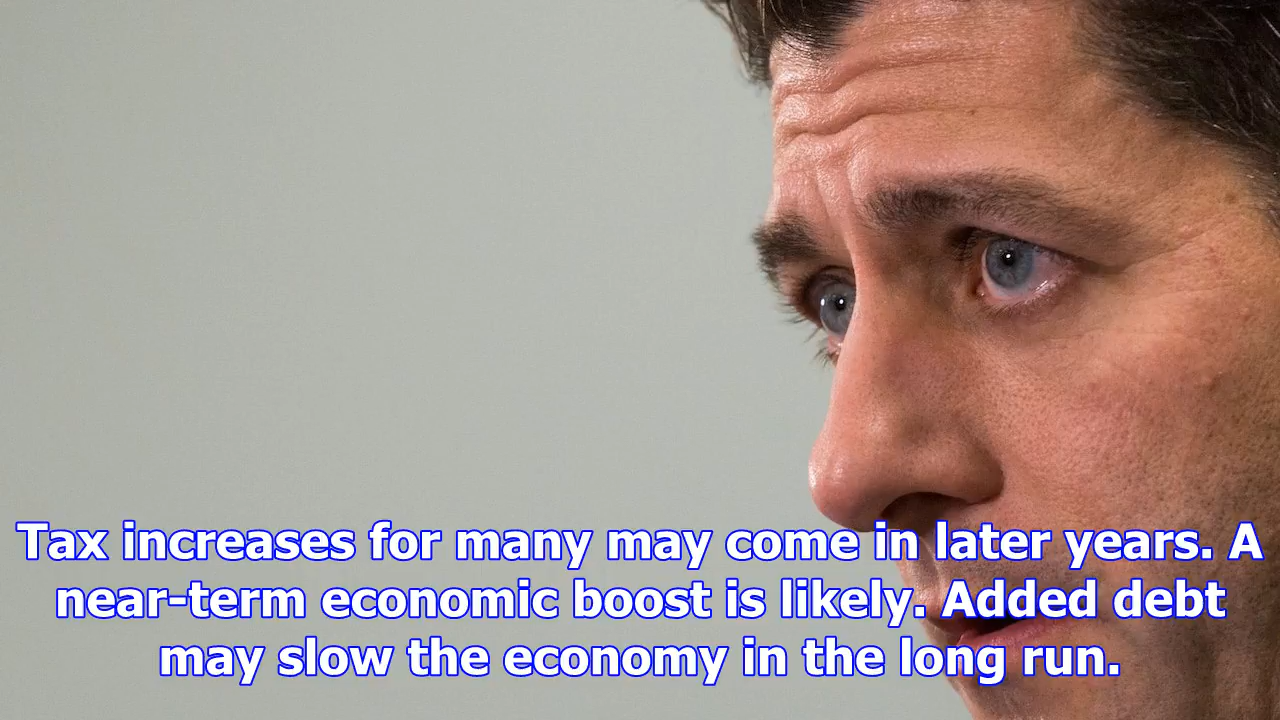 Tax increases for many may come in later years. A
near-term economic boost is likely. Added debt
may slow the economy in the long run.